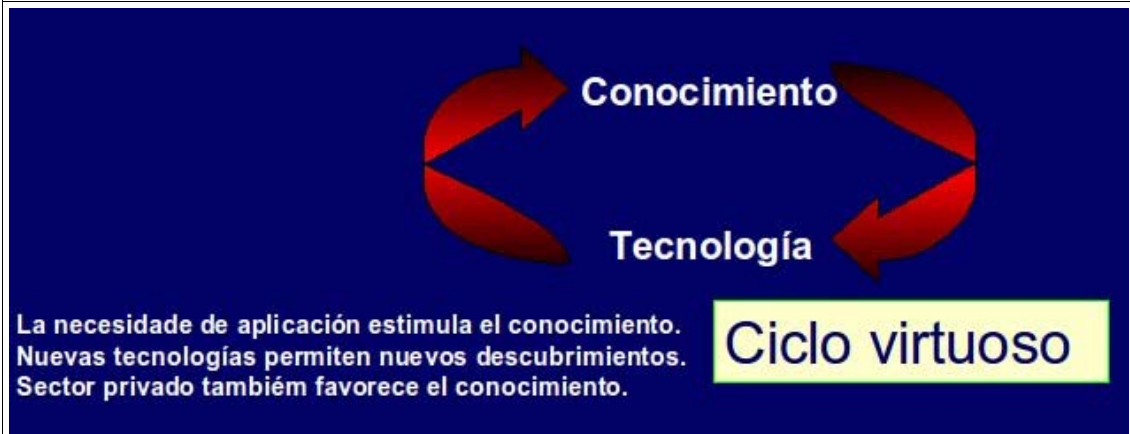 Conocimiento
Tecnología
La necesidade de aplicación estimula el conocimiento.
Nuevas tecnologías permiten nuevos descubrimientos.
Sector privado tambiém favorece el conocimiento.
Ciclo virtuoso